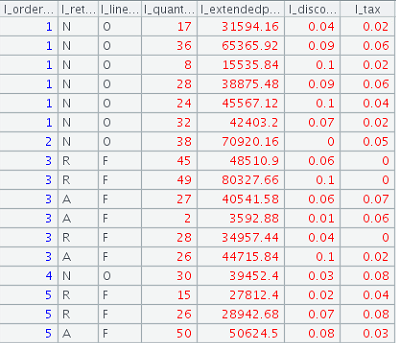 l_order... l_ret... l_line... l_quant... l_extendedp... l_disco... l_tax
1 N O 17 31594.16 0.04 0.02
1 N O 36 65365.92 0.09 0.06
1 N O 8 15535.84 0.1 0.02
1 N O 28 38875.48 0.09 0.06
1 N O 24 45567.12 0.1 0.04
1 N O 32 42403.2 0.07 0.02
2 N O 38 70920.16 0 0.05
3 R F 45 48510.9 0.06 0
3 R F 49 80327.66 0.1 0
3 A F 27 40541.58 0.06 0.07
3 A F 2 3592.88 0.01 0.06
3 R F 28 34957.44 0.04 0
3 A F 26 44715.84 0.1 0.02
4 N O 30 39452.4 0.03 0.08
5 R F 15 27812.4 0.02 0.04
5 R F 26 28942.68 0.07 0.08
5 A F 50 50624.5 0.08 0.03